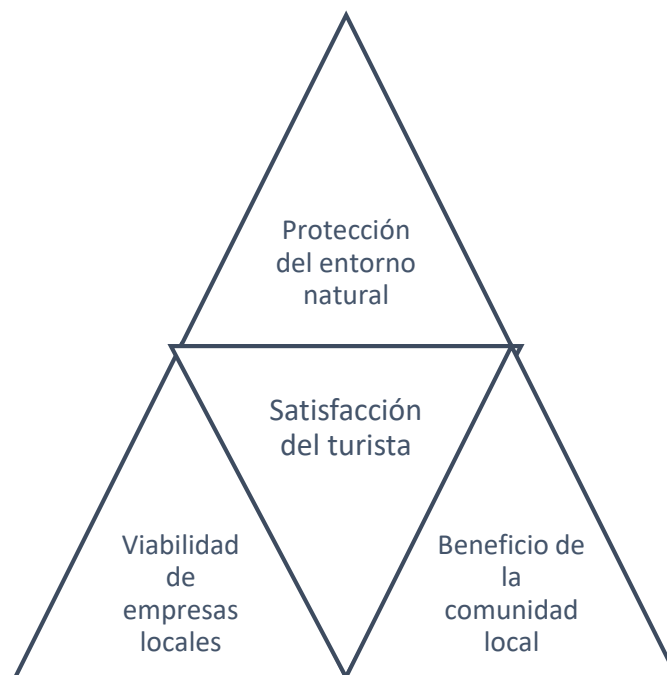 Protección
del entorno
natural
Satisfacción
del turista
Viabilidad
de
empresas
locales
Beneficio de
la
comunidad
local